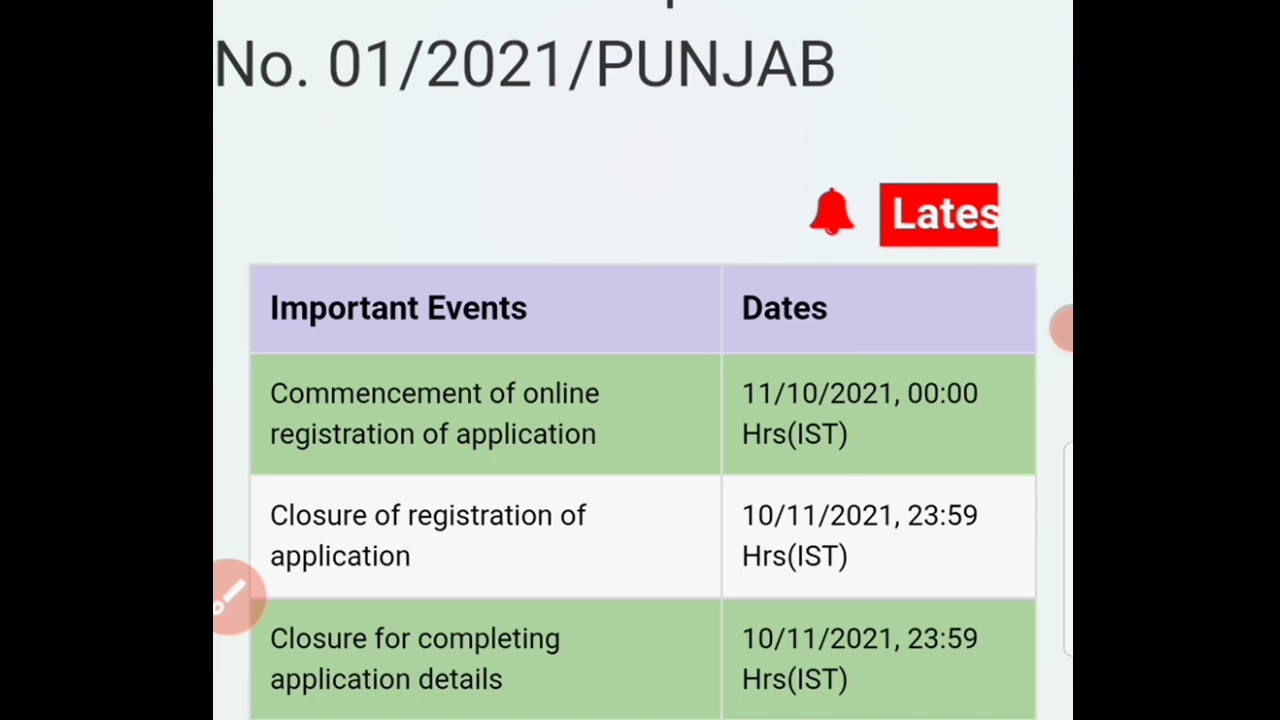 No. 01/2021/PUNJAB
Lates
Important Events
Dates
Commencement of online
registration of application
11/10/2021, 00:00
Hrs(IST)
Closure of registration of
application
10/11/2021, 23:59
Hrs(IST)
Closure for completing
application details
10/11/2021, 23:59
Hrs(IST)